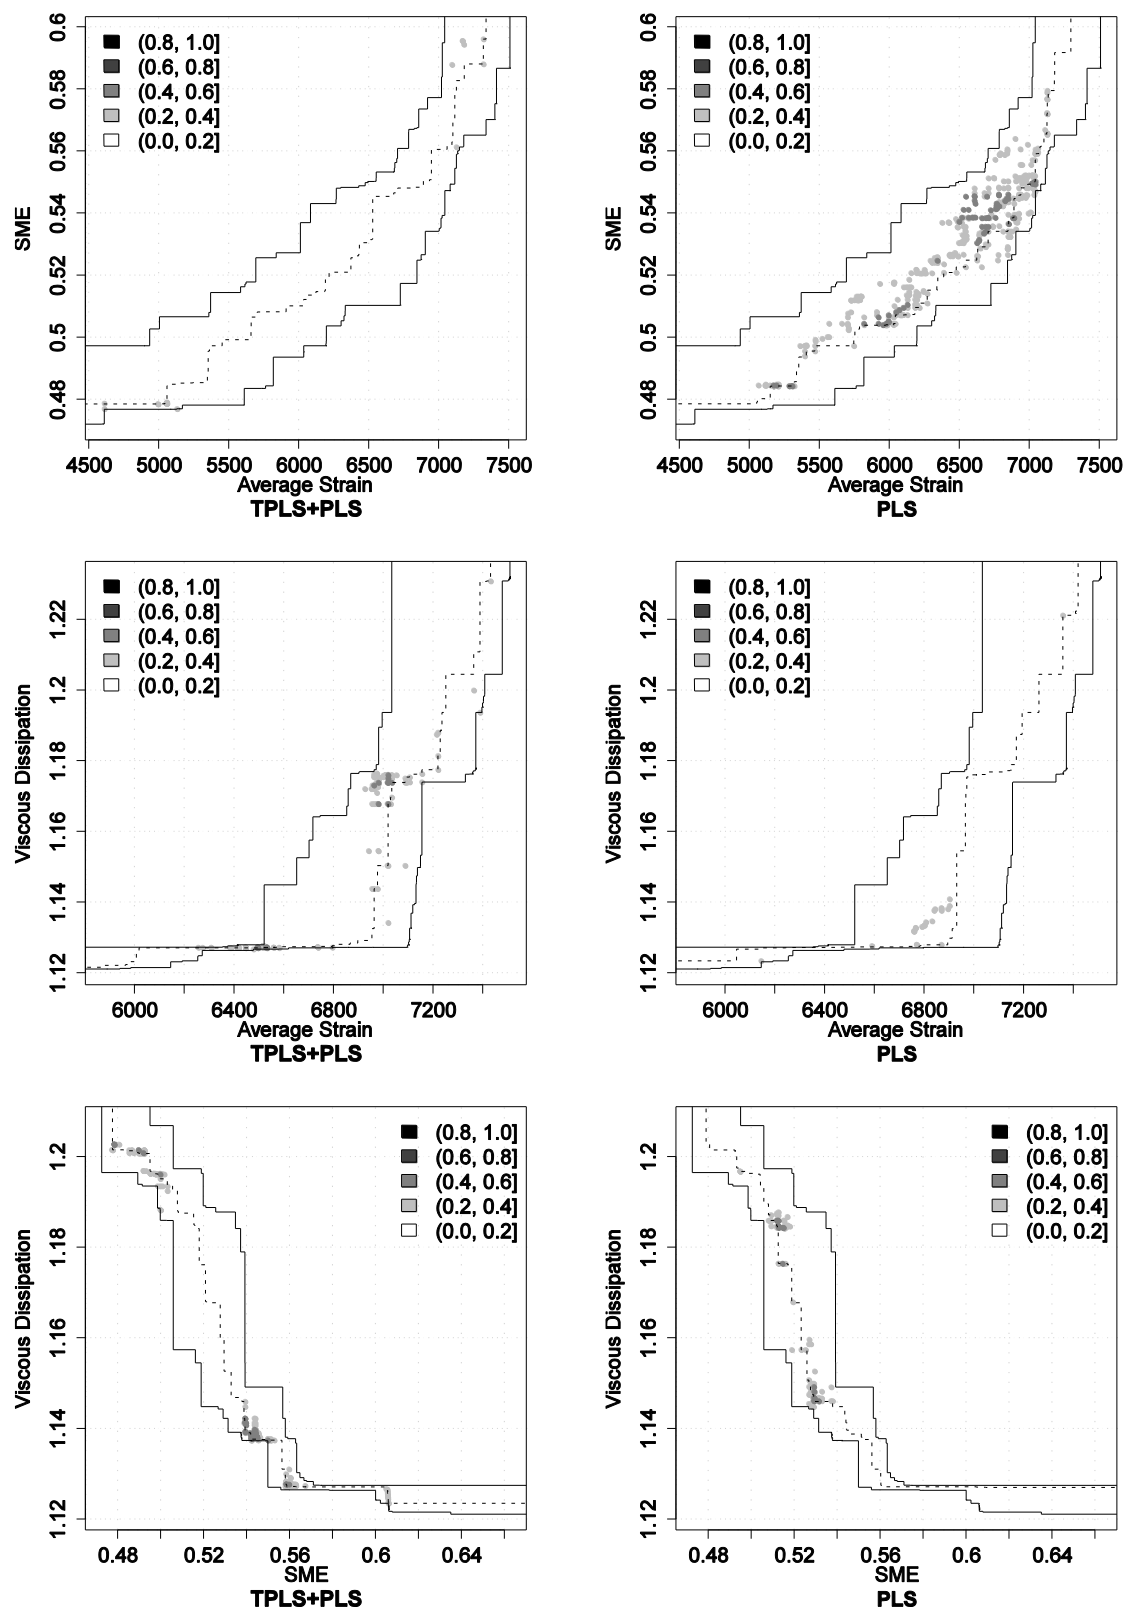 (0.8, 1.0]
(0.6, 0.8]
(0.4, 0.6]
(0.2, 0.4]
(0.0, 0.2]
SME
0.48 0.5 0.52 0.54 0.56 0.58 0.6
4500 5000 5500 6000 6500 7000 7500
Average Strain
TPLS+PLS
(0.8, 1.0]
(0.6, 0.8]
(0.4, 0.6]
(0.2, 0.4]
(0.0, 0.2]
SME
0.48 0.5 0.52 0.54 0.56 0.58 0.6
4500 5000 5500 6000 6500 7000 7500
Average Strain
PLS
(0.8, 1.0]
(0.6, 0.8]
(0.4, 0.6]
(0.2, 0.4]
(0.0, 0.2]
Viscous Dissipation
1.12 1.14 1.16 1.18 1.2 1.22
6000 6400 6800 7200
Average Strain
TPLS+PLS
(0.8, 1.0]
(0.6, 0.8]
(0.4, 0.6]
(0.2, 0.4]
(0.0, 0.2]
Viscous Dissipation
1.12 1.14 1.16 1.18 1.2 1.22
6000 6400 6800 7200
Average Strain
PLS
(0.8, 1.0]
(0.6, 0.8]
(0.4, 0.6]
(0.2, 0.4]
(0.0, 0.2]
Viscous Dissipation
1.12 1.14 1.16 1.18 1.2
0.48 0.52 0.56 0.6 0.64
SME
TPLS+PLS
(0.8, 1.0]
(0.6, 0.8]
(0.4, 0.6]
(0.2, 0.4]
(0.0, 0.2]
Viscous Dissipation
1.12 1.14 1.16 1.18 1.2
0.48 0.52 0.56 0.6 0.64
SME
PLS